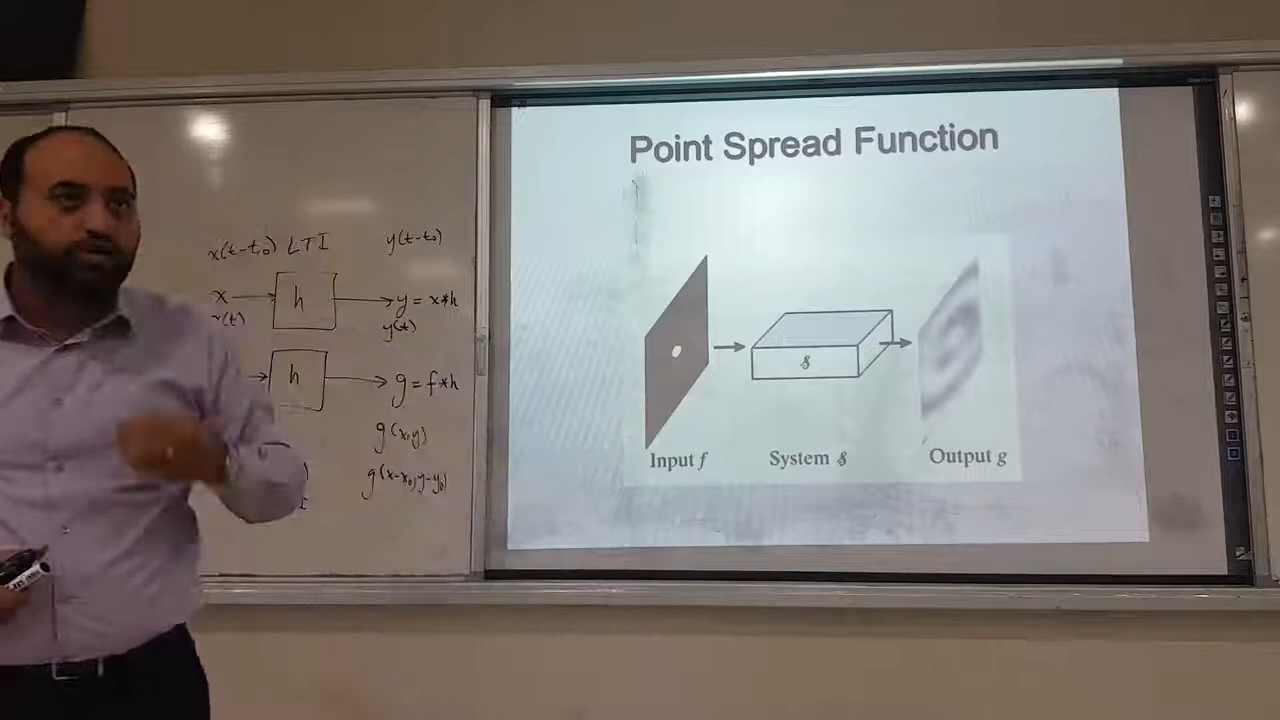 x(t-t₀) LTI y(t-t₀)
x h y = x*h
x(t) y(t)
h g = f*h
g(x,y)
g(x-x₀,y-y₀)
I
Point Spread Function
𝓢
Input f System 𝓢 Output g